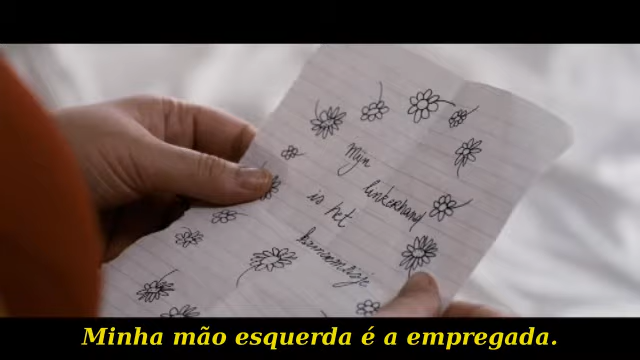 Mijn
linkerhand
is het
kamermeisje
Minha mão esquerda é a empregada.